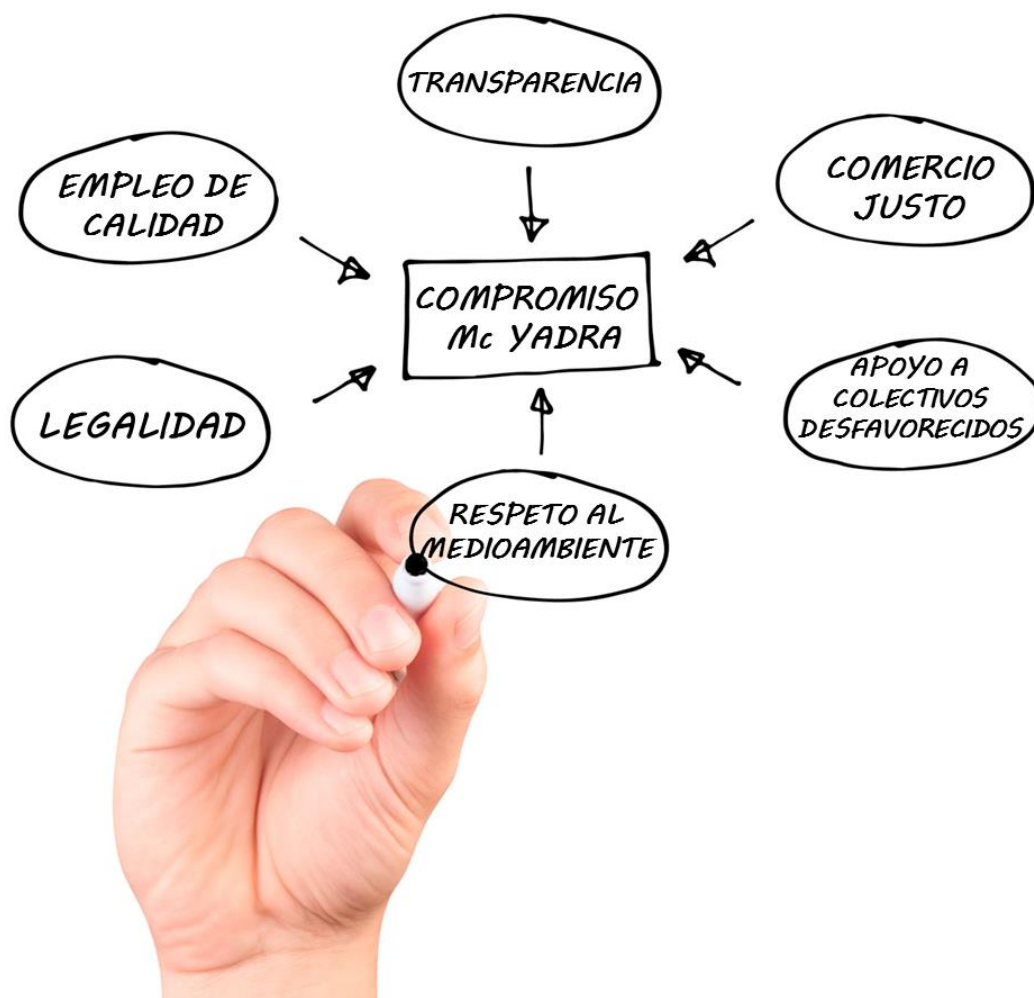 TRANSPARENCIA
EMPLEO DE
CALIDAD
COMERCIO
JUSTO
COMPROMISO
Mc YADRA
LEGALIDAD
APOYO A
COLECTIVOS
DESFAVORECIDOS
RESPETO AL
MEDIOAMBIENTE